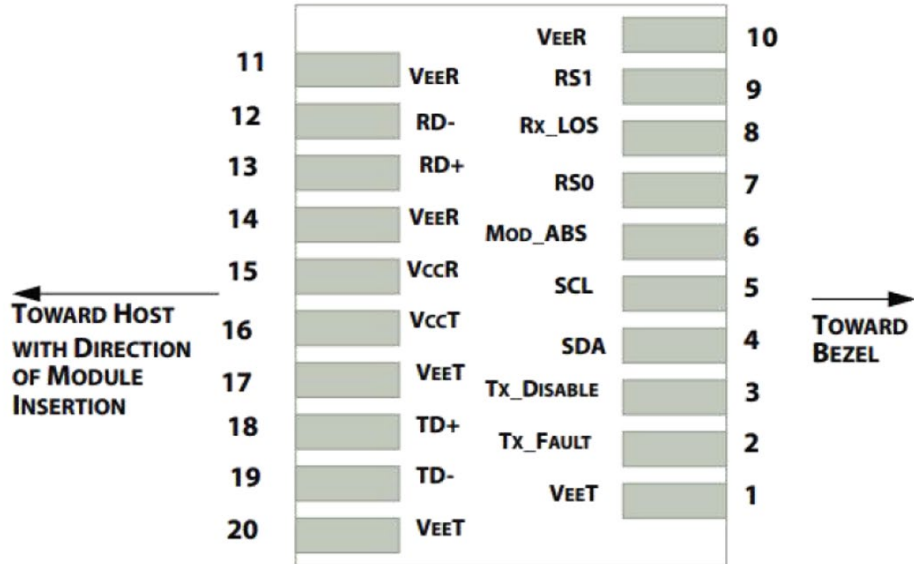 11 VEER
12 RD-
13 RD+
14 VEER
15 VCCR
16 VCCT
17 VEET
18 TD+
19 TD-
20 VEET
TOWARD HOST
WITH DIRECTION
OF MODULE
INSERTION
VEER 10
RS1 9
RX_LOS 8
RS0 7
MOD_ABS 6
SCL 5
SDA 4
TX_DISABLE 3
TX_FAULT 2
VEET 1
TOWARD
BEZEL